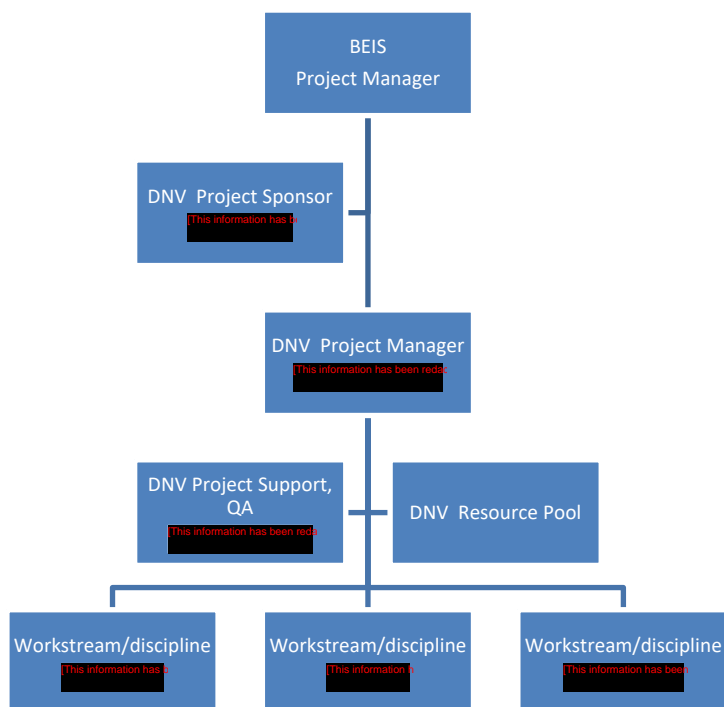 BEIS
Project Manager
DNV Project Sponsor
[This information has
DNV Project Manager
[This information has been
DNV Project Support,
QA
[This information has been
DNV Resource Pool
Workstream/discipline
[This information has
Workstream/discipline
[This information
Workstream/discipline
[This information has been